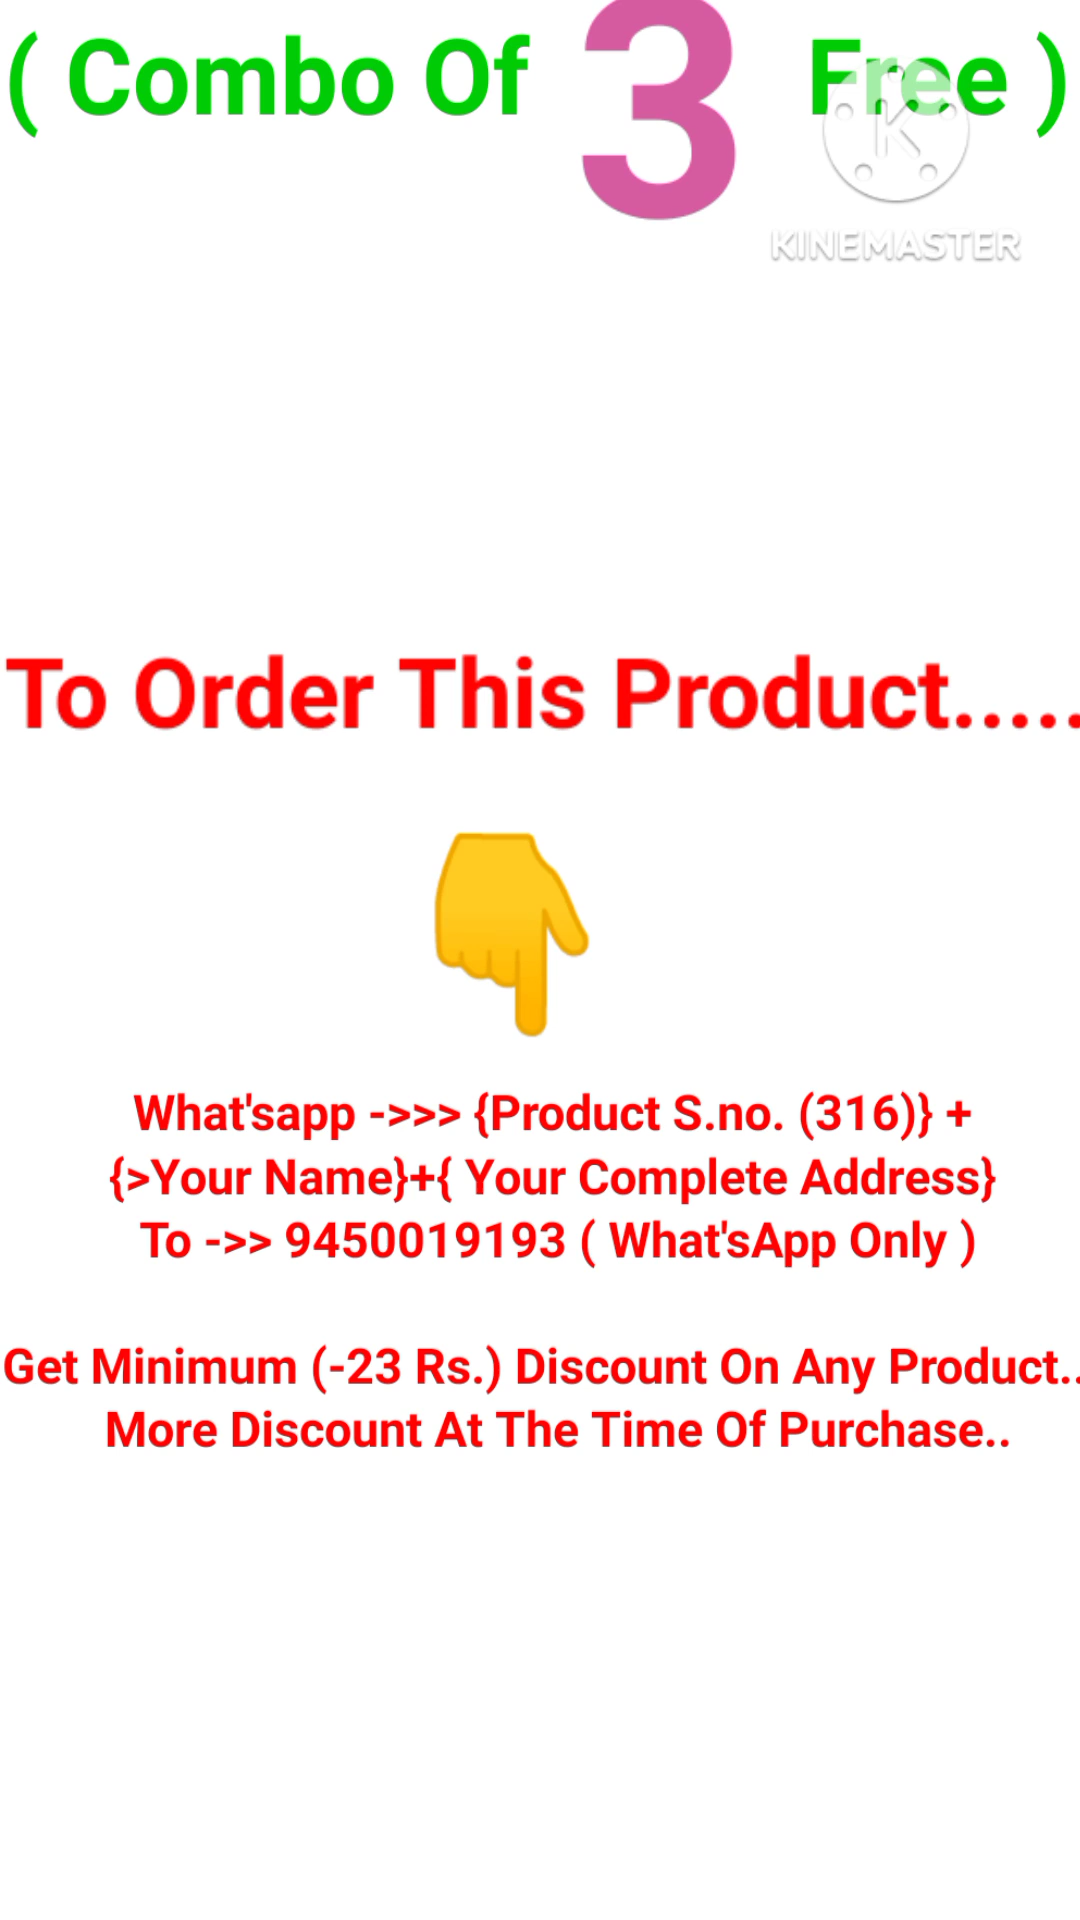 ( Combo Of 3 Free )
KINEMASTER
To Order This Product.....
What'sapp ->>> {Product S.no. (316)} +
{>Your Name}+{ Your Complete Address}
To ->> 9450019193 ( What'sApp Only )
Get Minimum (-23 Rs.) Discount On Any Product..
More Discount At The Time Of Purchase..